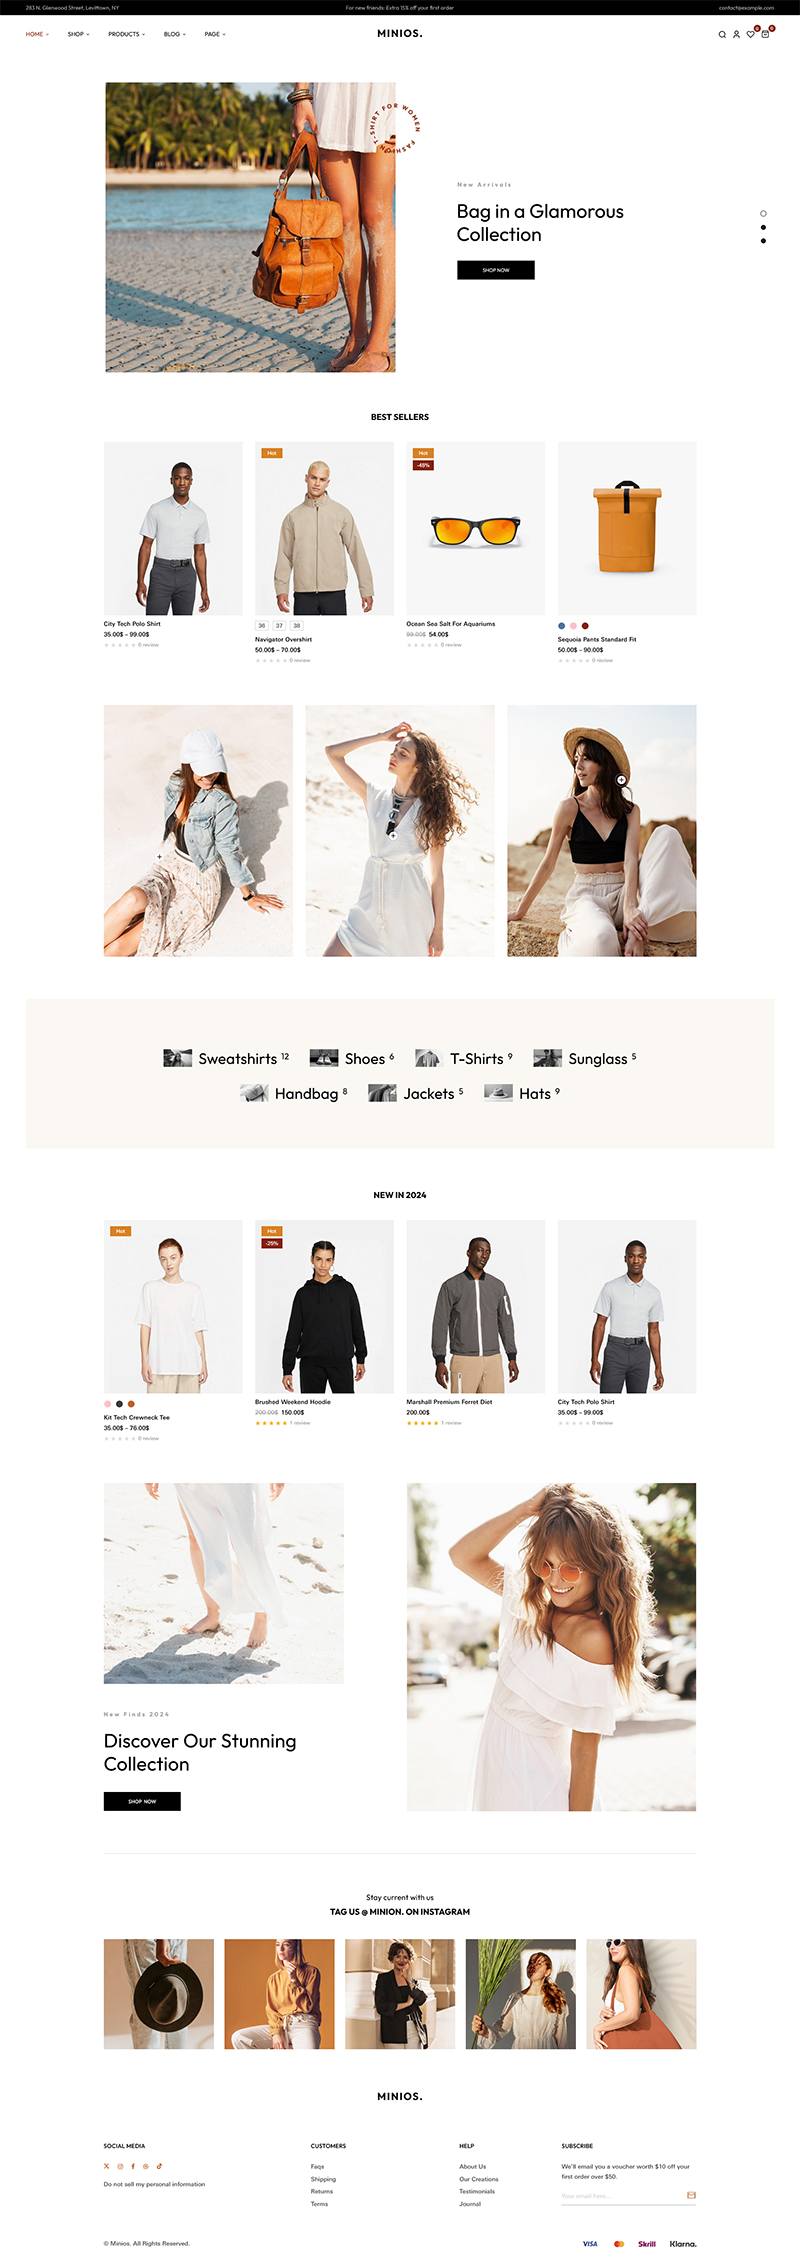 283 N. Glenwood Street, Levittown, NY
For new friends: Extra 15% off your first order
contact@example.com
HOME
SHOP
PRODUCTS
BLOG
PAGE
MINIOS.
0
0
T-SHIRT FOR WOMEN FASHION
New Arrivals
Bag in a Glamorous
Collection
SHOP NOW
BEST SELLERS
Hot
Hot
-45%
City Tech Polo Shirt
35.00$ – 99.00$
0 review
36 37 38
Navigator Overshirt
50.00$ – 70.00$
0 review
Ocean Sea Salt For Aquariums
99.00$ 54.00$
0 review
Sequoia Pants Standard Fit
50.00$ – 90.00$
0 review
Sweatshirts 12
Shoes 6
T-Shirts 9
Sunglass 5
Handbag 8
Jackets 5
Hats 9
NEW IN 2024
Hot
Hot
-25%
Kit Tech Crewneck Tee
35.00$ – 76.00$
0 review
Brushed Weekend Hoodie
200.00$ 150.00$
1 review
Marshall Premium Ferret Diet
200.00$
1 review
City Tech Polo Shirt
35.00$ – 99.00$
0 review
New Finds 2024
Discover Our Stunning
Collection
SHOP NOW
Stay current with us
TAG US @ MINION. ON INSTAGRAM
MINIOS.
SOCIAL MEDIA
Do not sell my personal information
CUSTOMERS
Faqs
Shipping
Returns
Terms
HELP
About Us
Our Creations
Testimonials
Journal
SUBSCRIBE
We'll email you a voucher worth $10 off your
first order over $50.
Your email here...
© Minios. All Rights Reserved.
VISA
Skrill
Klarna.